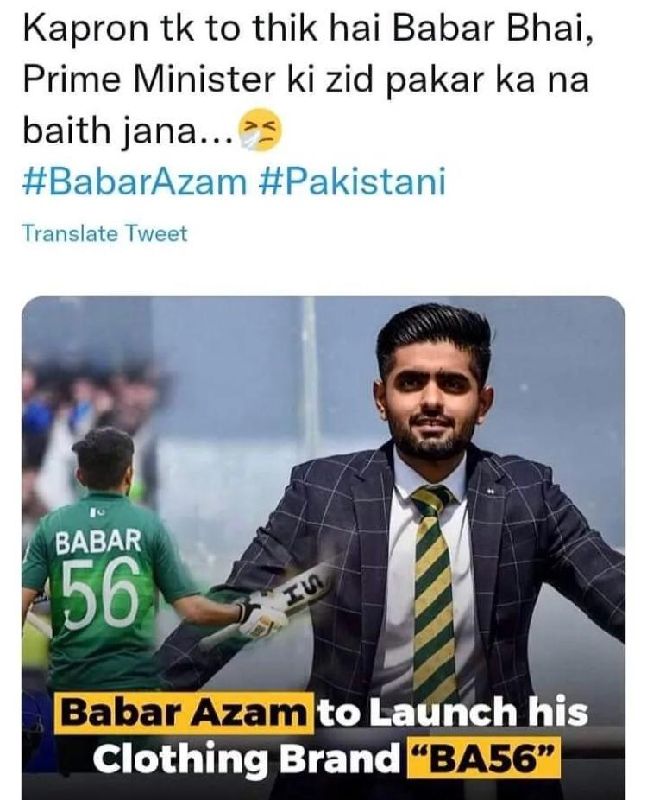 Kapron tk to thik hai Babar Bhai,
Prime Minister ki zid pakar ka na
baith jana...🤧
#BabarAzam #Pakistani
Translate Tweet
BABAR
56
Babar Azam to Launch his
Clothing Brand “BA56”